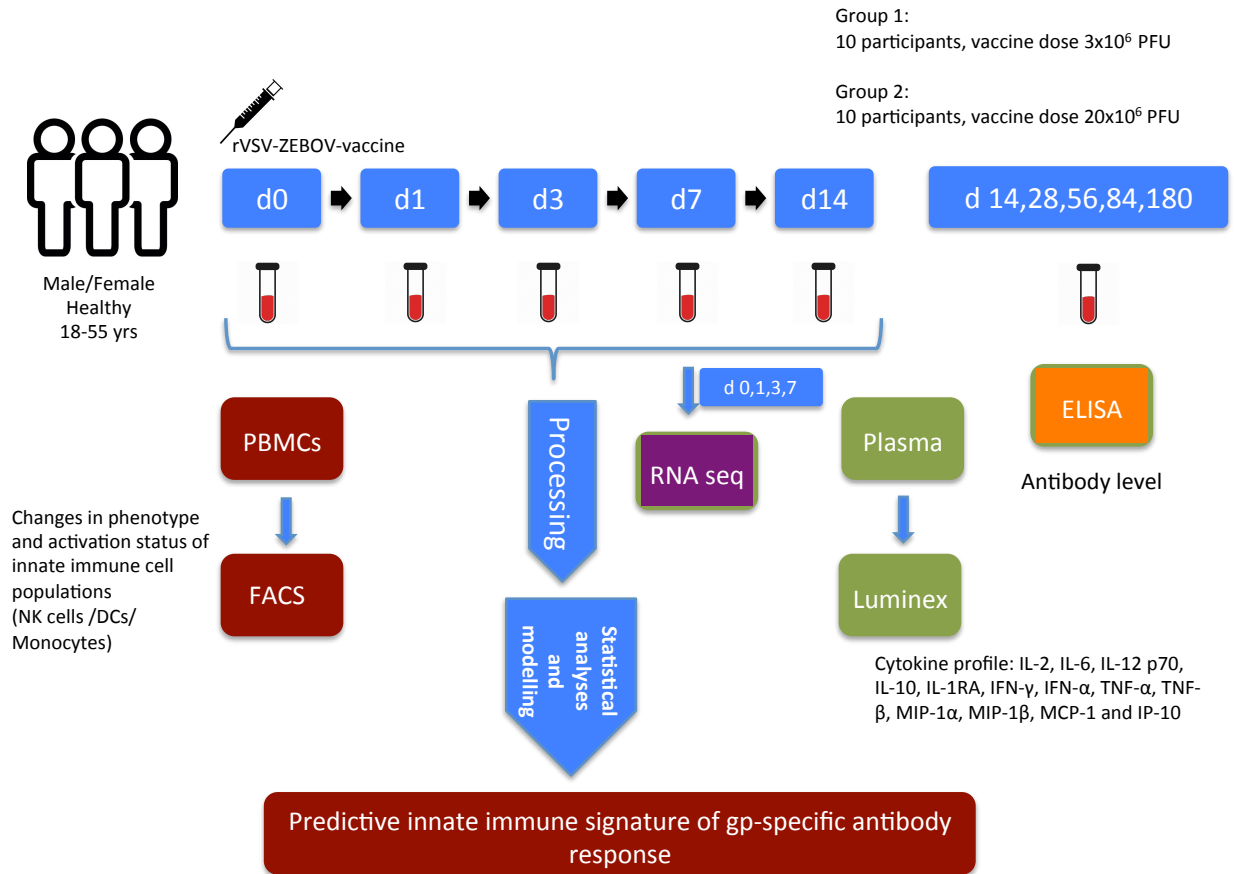 Group 1:
10 participants, vaccine dose 3x10⁶ PFU
Group 2:
10 participants, vaccine dose 20x10⁶ PFU
rVSV-ZEBOV-vaccine
d0
d1
d3
d7
d14
d 14,28,56,84,180
Male/Female
Healthy
18-55 yrs
d 0,1,3,7
PBMCs
Processing
RNA seq
Plasma
ELISA
Antibody level
Changes in phenotype
and activation status of
innate immune cell
populations
(NK cells /DCs/
Monocytes)
FACS
Luminex
Statistical
analyses
and
modelling
Cytokine profile: IL-2, IL-6, IL-12 p70,
IL-10, IL-1RA, IFN-γ, IFN-α, TNF-α, TNF-
β, MIP-1α, MIP-1β, MCP-1 and IP-10
Predictive innate immune signature of gp-specific antibody
response